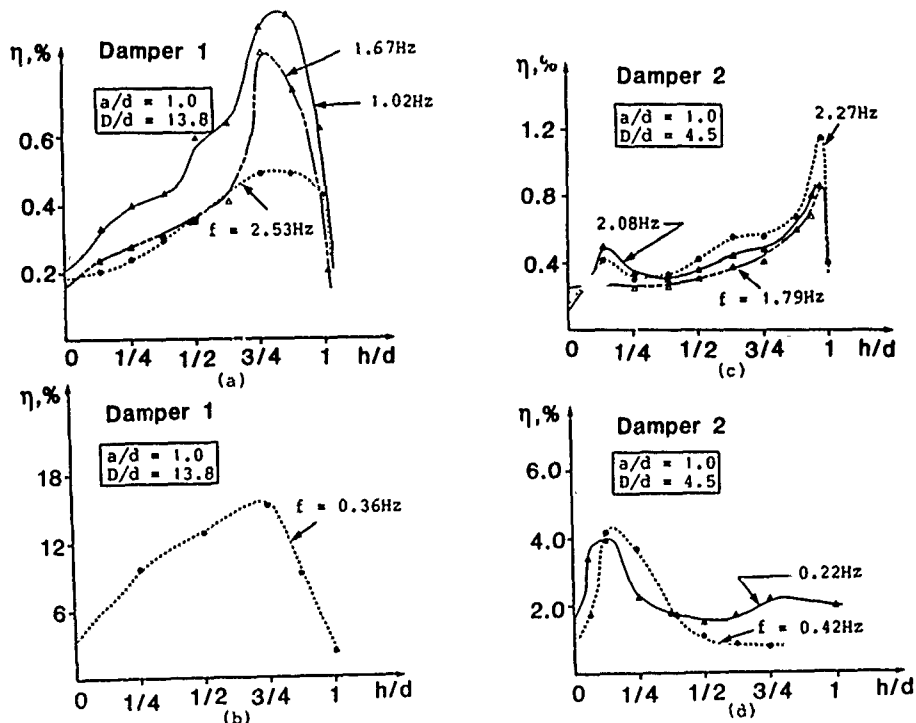 η,% Damper 1
a/d = 1.0
D/d = 13.8
1.67Hz
1.02Hz
0.6
0.4
f = 2.53Hz
0.2
0 1/4 1/2 3/4 1 h/d
(a)
η,% Damper 2
a/d = 1.0
D/d = 4.5
2.27Hz
1.2
0.8
2.08Hz
0.4
f = 1.79Hz
0 1/4 1/2 3/4 1 h/d
(c)
η,% Damper 1
a/d = 1.0
D/d = 13.8
18
f = 0.36Hz
12
6
0 1/4 1/2 3/4 1 h/d
(b)
η,% Damper 2
a/d = 1.0
D/d = 4.5
6.0
4.0
0.22Hz
2.0
f = 0.42Hz
0 1/4 1/2 3/4 1 h/d
(d)